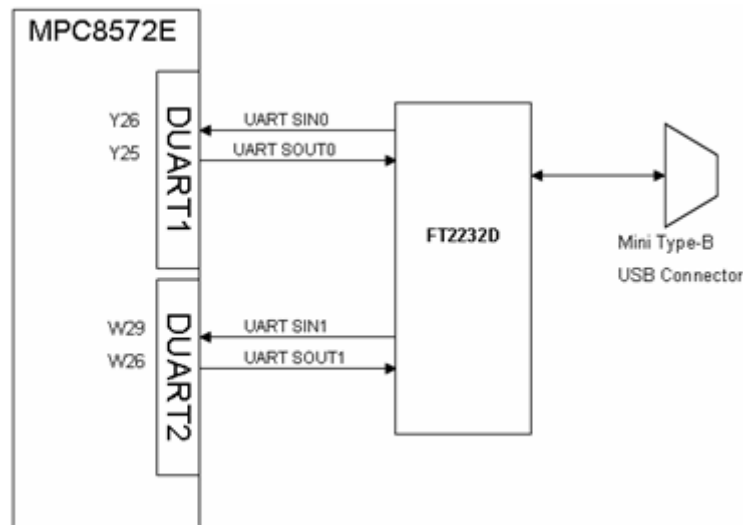 MPC8572E
DUART1
Y26
UART SIN0
Y25
UART SOUT0
FT2232D
Mini Type-B
USB Connector
DUART2
W29
UART SIN1
W26
UART SOUT1